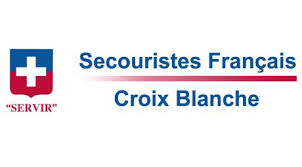 Secouristes Français
Croix Blanche
“SERVIR”